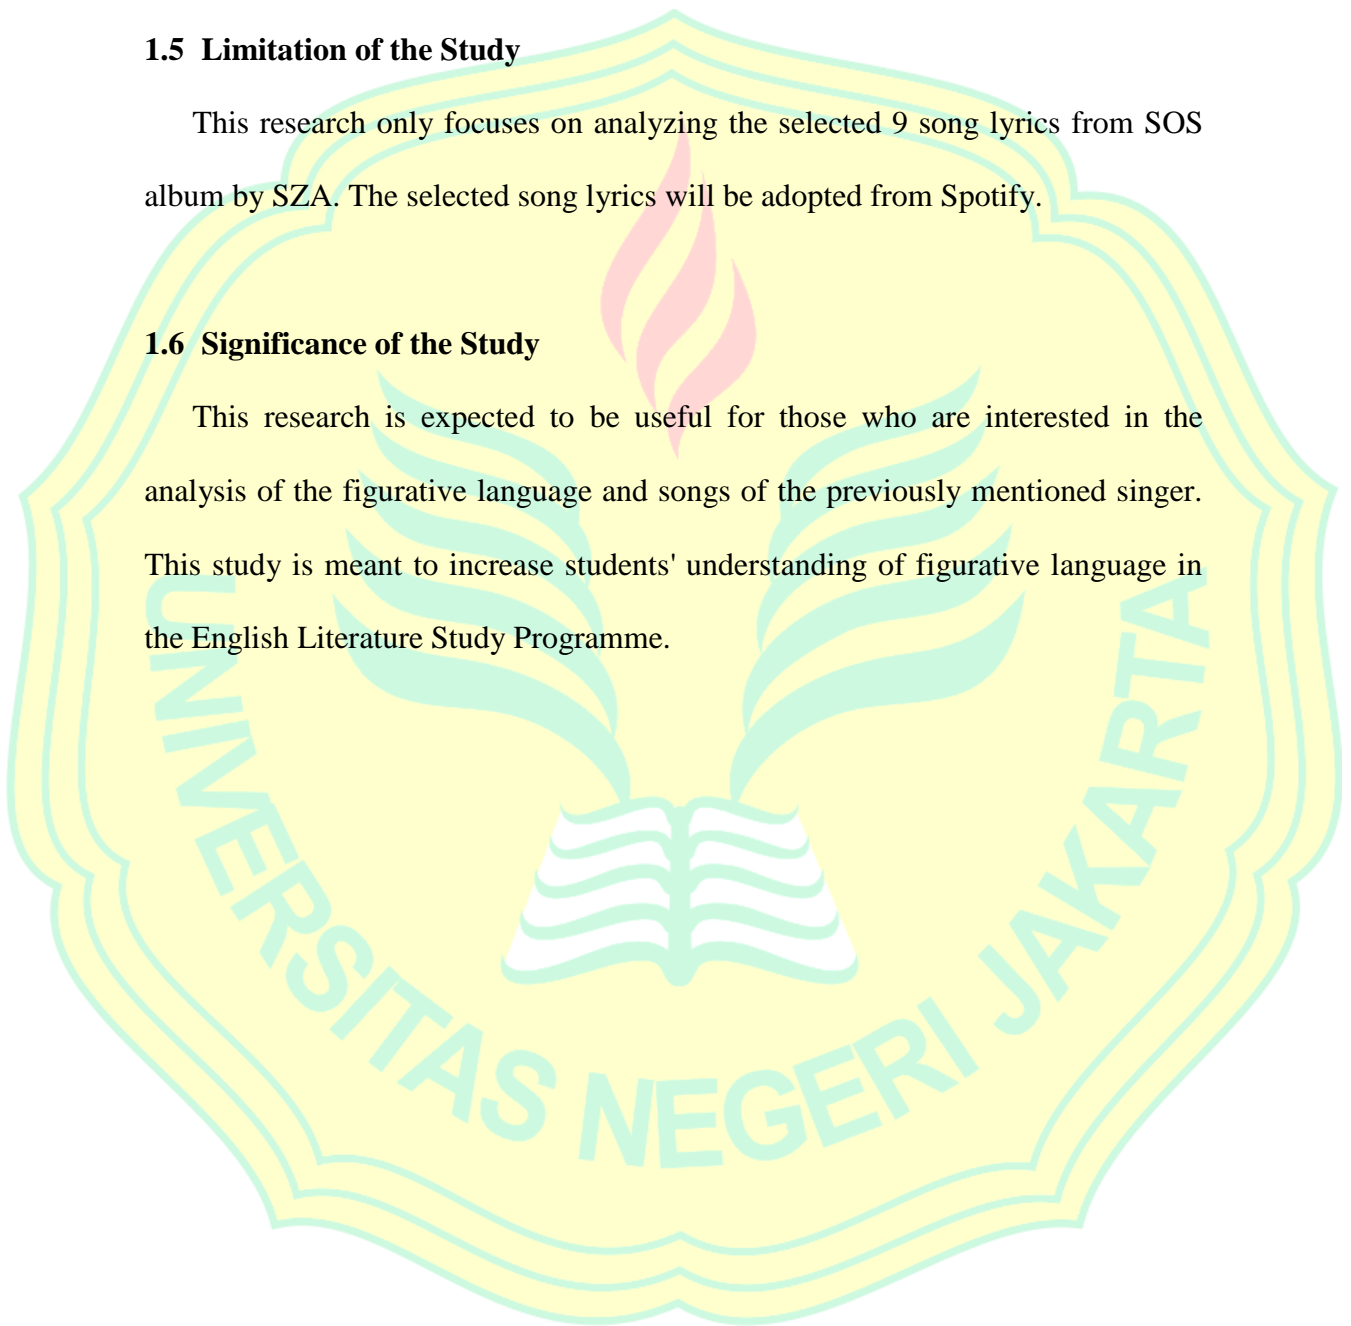 1.5 Limitation of the Study
This research only focuses on analyzing the selected 9 song lyrics from SOS
album by SZA. The selected song lyrics will be adopted from Spotify.
1.6 Significance of the Study
This research is expected to be useful for those who are interested in the
analysis of the figurative language and songs of the previously mentioned singer.
This study is meant to increase students' understanding of figurative language in
the English Literature Study Programme.
UNIVERSITAS NEGERI JAKARTA